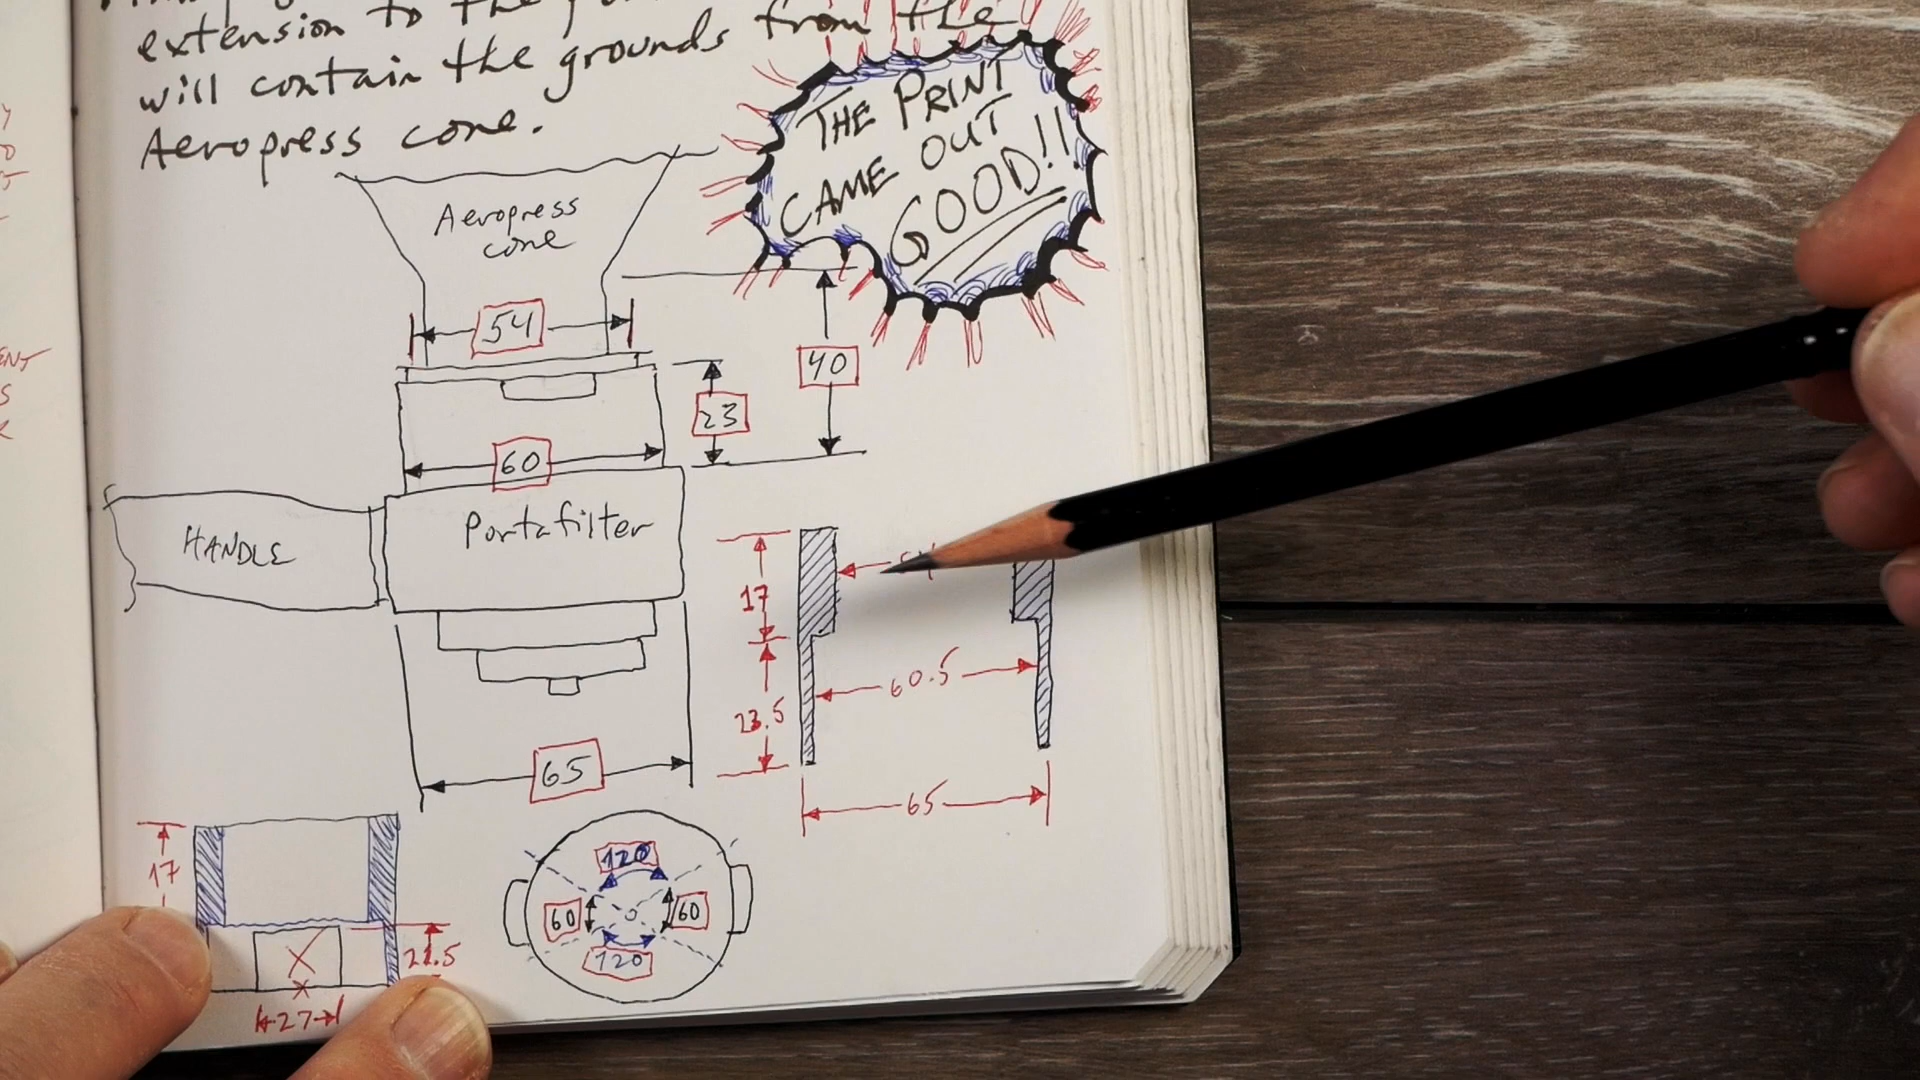 extension to the
will contain the grounds from the
Aeropress cone.
THE PRINT
CAME OUT
GOOD!!
Aeropress
cone
54
40
23
60
HANDLE
Portafilter
17
60.5
23.5
65
65
17
120
60
60
120
27